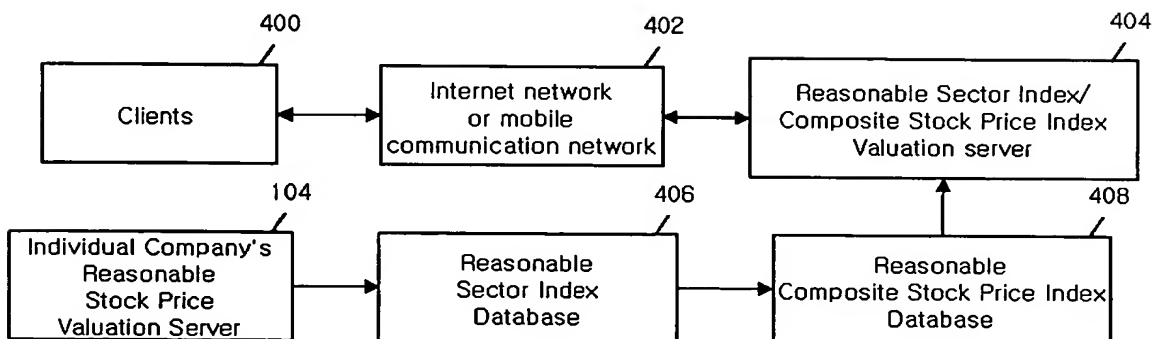 400
402
404
Clients
Internet network
or mobile
communication network
Reasonable Sector Index/
Composite Stock Price Index
Valuation server
104
406
408
Individual Company's
Reasonable
Stock Price
Valuation Server
Reasonable
Sector Index
Database
Reasonable
Composite Stock Price Index
Database